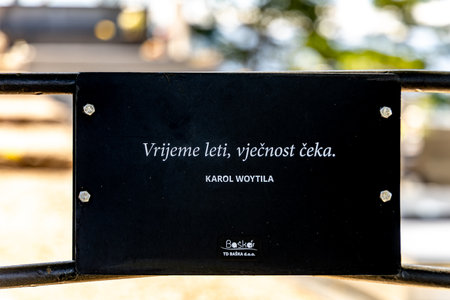 Vrijeme leti, vječnost čeka.
KAROL WOYTILA
Baška
TD BAŠKA d.o.o.